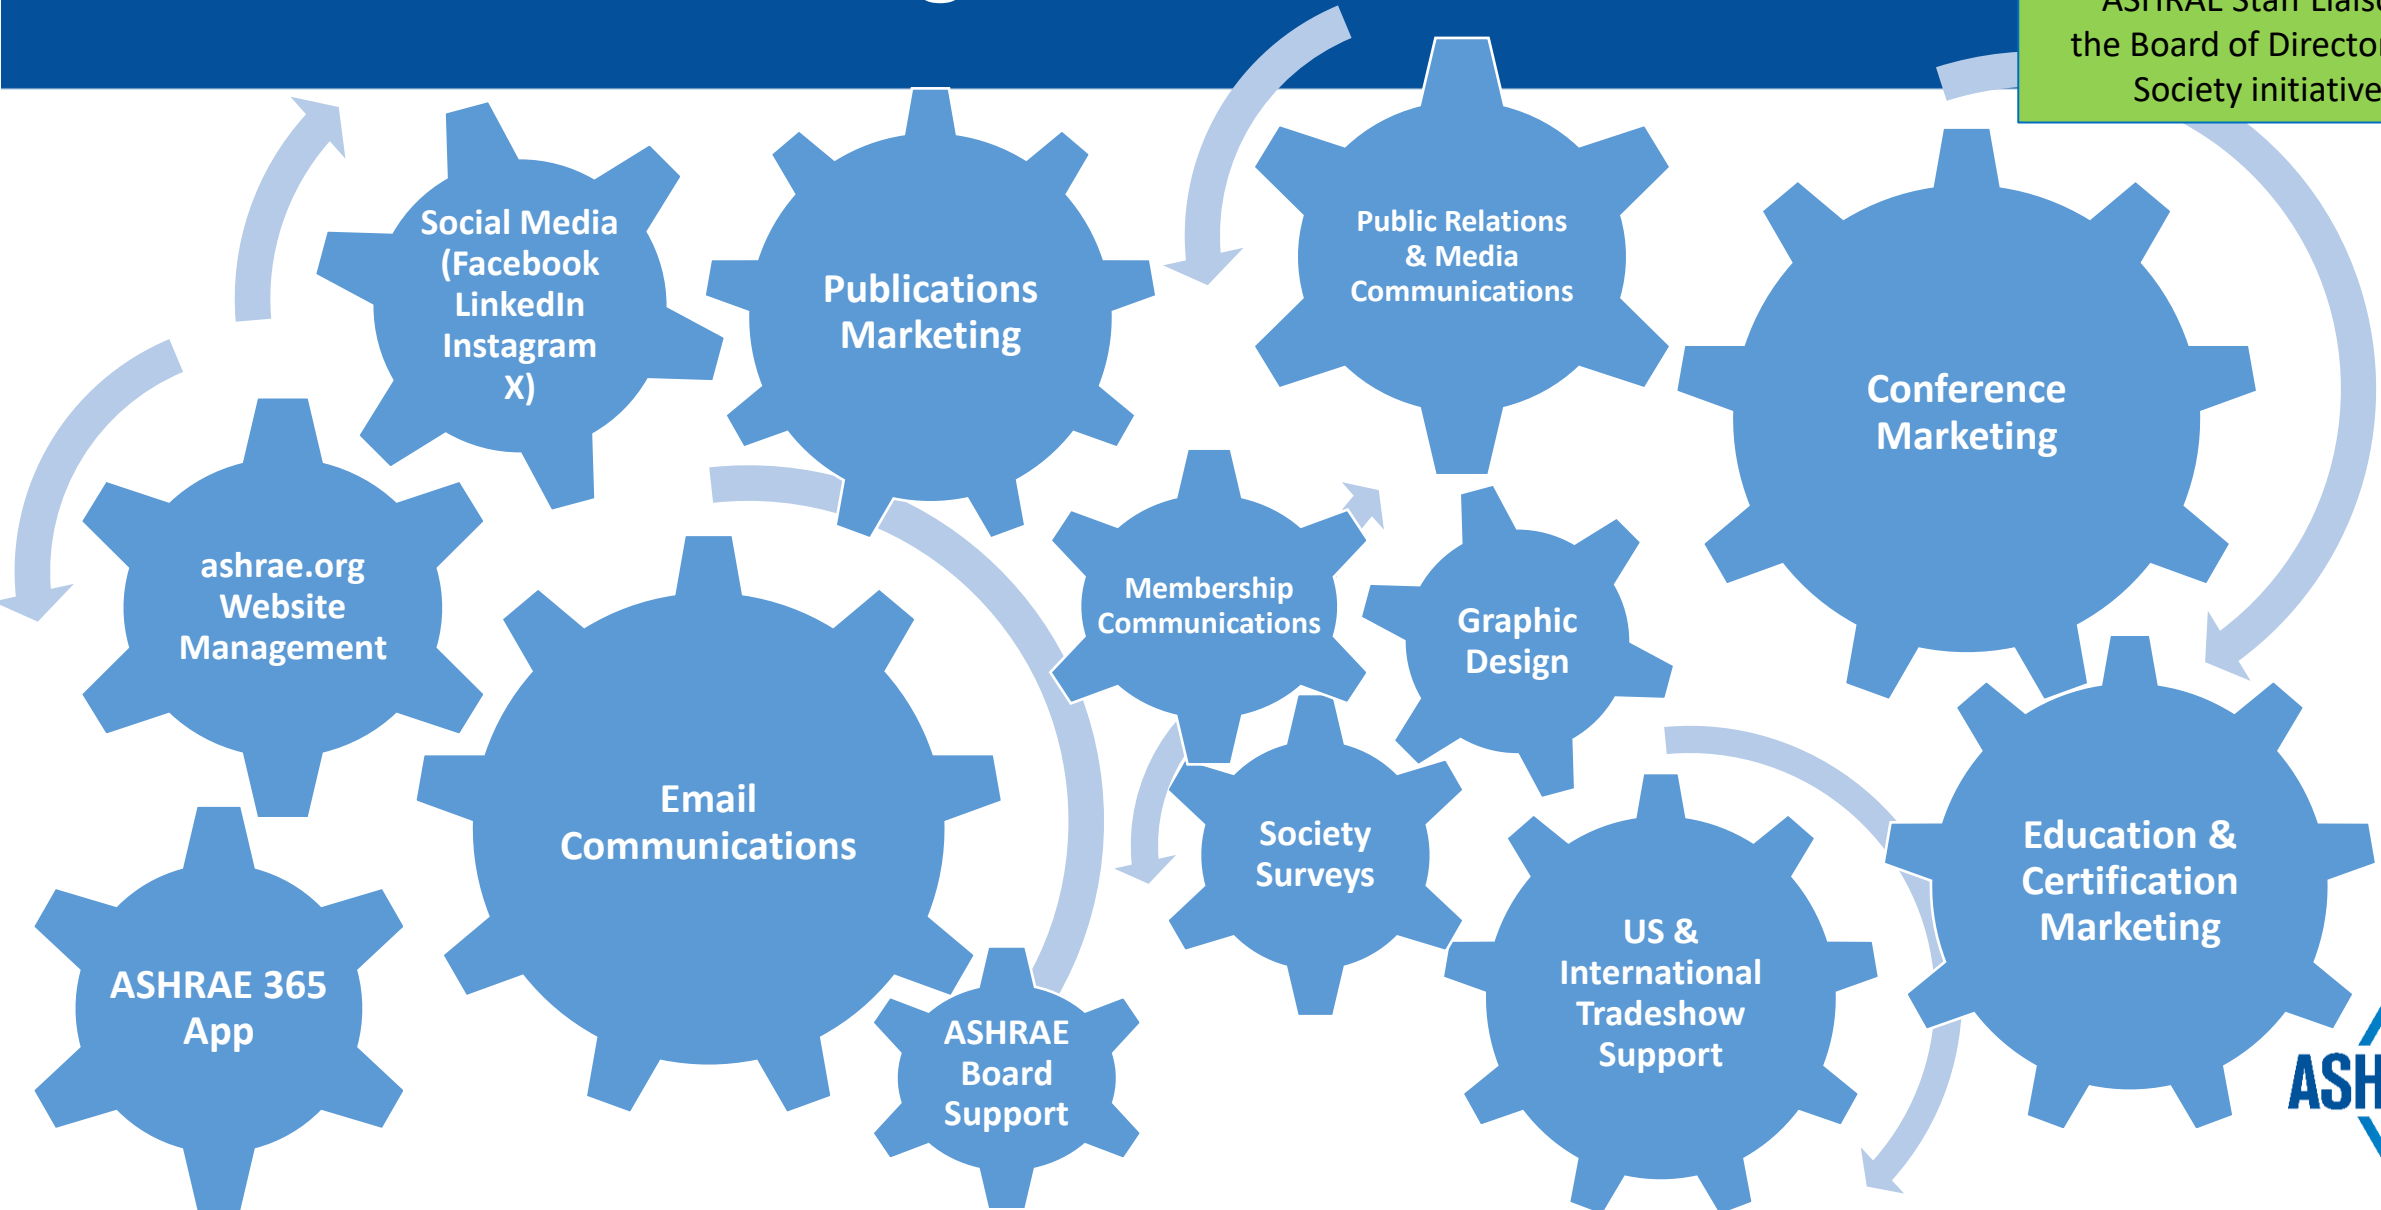 the Board of Director
Society initiative
Social Media
(Facebook
LinkedIn
Instagram
X)
Publications
Marketing
Public Relations
& Media
Communications
Conference
Marketing
ashrae.org
Website
Management
Membership
Communications
Graphic
Design
Email
Communications
Society
Surveys
Education &
Certification
Marketing
US &
International
Tradeshow
Support
ASHRAE 365
App
ASHRAE
Board
Support
ASH